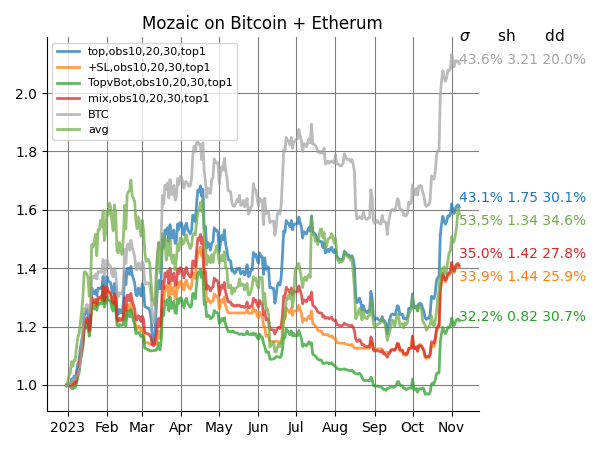 Mozaic on Bitcoin + Etherum
σ sh dd
top,obs10,20,30,top1
+SL,obs10,20,30,top1
TopvBot,obs10,20,30,top1
mix,obs10,20,30,top1
BTC
avg
43.6% 3.21 20.0%
43.1% 1.75 30.1%
53.5% 1.34 34.6%
35.0% 1.42 27.8%
33.9% 1.44 25.9%
32.2% 0.82 30.7%
2.0
1.8
1.6
1.4
1.2
1.0
2023 Feb Mar Apr May Jun Jul Aug Sep Oct Nov